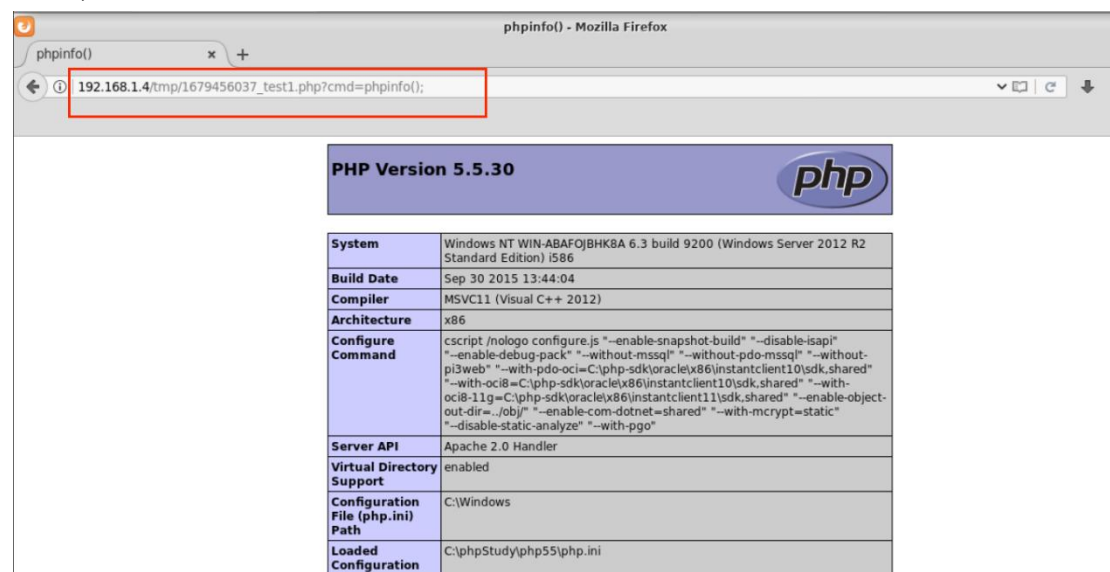 phpinfo() - Mozilla Firefox
phpinfo()
192.168.1.4/tmp/1679456037_test1.php?cmd=phpinfo();
PHP Version 5.5.30
php
System
Windows NT WIN-ABAFOJBHK8A 6.3 build 9200 (Windows Server 2012 R2
Standard Edition) i586
Build Date
Sep 30 2015 13:44:04
Compiler
MSVC11 (Visual C++ 2012)
Architecture
x86
Configure
Command
cscript /nologo configure.js "--enable-snapshot-build" "--disable-isapi"
"--enable-debug-pack" "--without-mssql" "--without-pdo-mssql" "--without-
pi3web" "--with-pdo-oci=C:\php-sdk\oracle\x86\instantclient10\sdk,shared"
"--with-oci8=C:\php-sdk\oracle\x86\instantclient10\sdk,shared" "--with-
oci8-11g=C:\php-sdk\oracle\x86\instantclient11\sdk,shared" "--enable-object-
out-dir=../obj/" "--enable-com-dotnet=shared" "--with-mcrypt=static"
"--disable-static-analyze" "--with-pgo"
Server API
Apache 2.0 Handler
Virtual Directory
Support
enabled
Configuration
File (php.ini)
Path
C:\Windows
Loaded
Configuration
C:\phpStudy\php55\php.ini